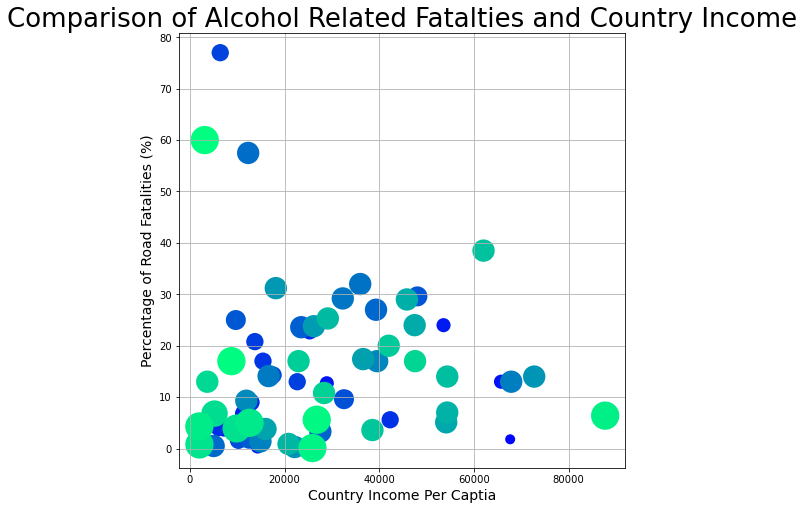 Comparison of Alcohol Related Fatalties and Country Income
80
70
60
50
40
30
20
10
0
Percentage of Road Fatalities (%)
0 20000 40000 60000 80000
Country Income Per Captia